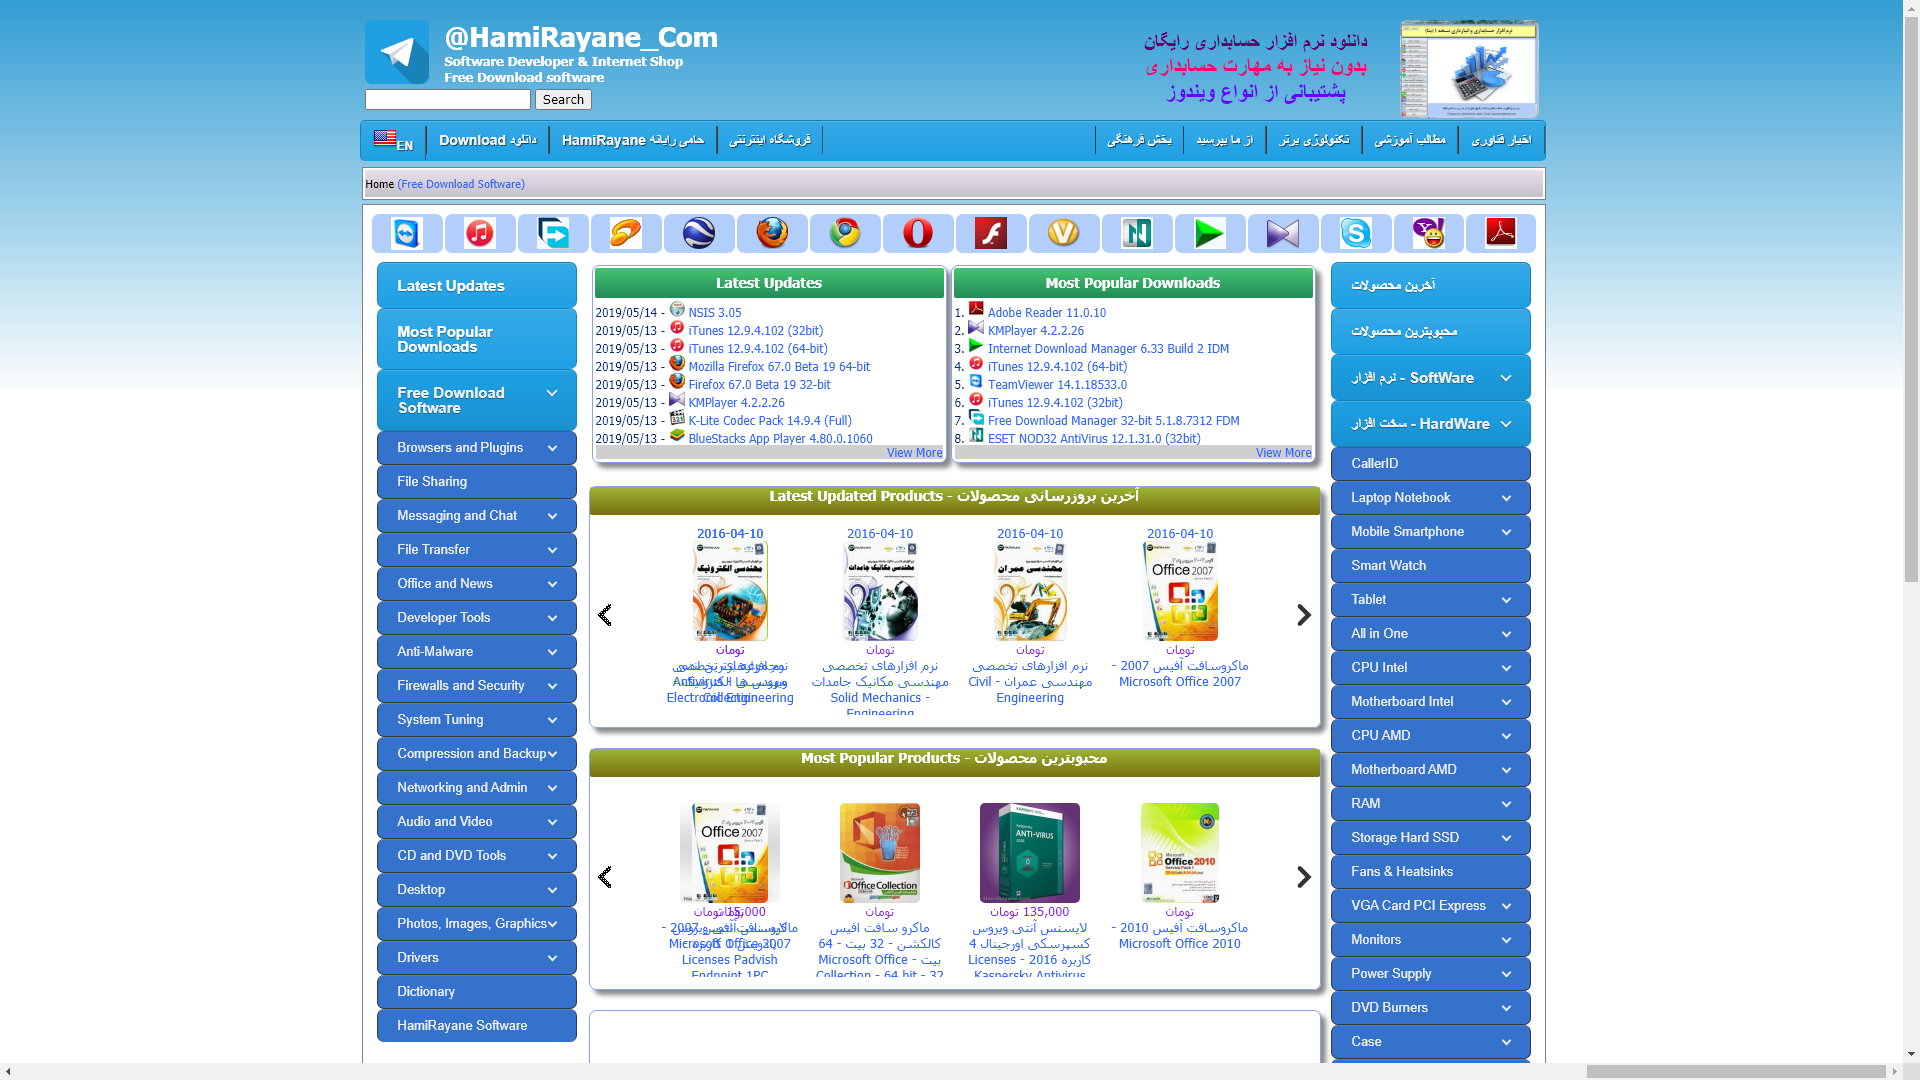 @HamiRayane_Com
Software Developer & Internet Shop
Free Download software
Search
دانلود نرم افزار حسابداری رایگان
بدون نیاز به مهارت حسابداری
پشتیبانی از انواع ویندوز
EN
Download دانلود
HamiRayane حامی رایانه
فروشگاه اینترنتی
بخش فرهنگی
از ما بپرسید
تکنولوژی برتر
مطالب آموزشی
اخبار فناوری
Home (Free Download Software)
Latest Updates
Most Popular
Downloads
Free Download
Software
Browsers and Plugins
File Sharing
Messaging and Chat
File Transfer
Office and News
Developer Tools
Anti-Malware
Firewalls and Security
System Tuning
Compression and Backup
Networking and Admin
Audio and Video
CD and DVD Tools
Desktop
Photos, Images, Graphics
Drivers
Dictionary
HamiRayane Software
Latest Updates
2019/05/14 - NSIS 3.05
2019/05/13 - iTunes 12.9.4.102 (32bit)
2019/05/13 - iTunes 12.9.4.102 (64-bit)
2019/05/13 - Mozilla Firefox 67.0 Beta 19 64-bit
2019/05/13 - Firefox 67.0 Beta 19 32-bit
2019/05/13 - KMPlayer 4.2.2.26
2019/05/13 - K-Lite Codec Pack 14.9.4 (Full)
2019/05/13 - BlueStacks App Player 4.80.0.1060
View More
Most Popular Downloads
1. Adobe Reader 11.0.10
2. KMPlayer 4.2.2.26
3. Internet Download Manager 6.33 Build 2 IDM
4. iTunes 12.9.4.102 (64-bit)
5. TeamViewer 14.1.18533.0
6. iTunes 12.9.4.102 (32bit)
7. Free Download Manager 32-bit 5.1.8.7312 FDM
8. ESET NOD32 AntiVirus 12.1.31.0 (32bit)
View More
Latest Updated Products - آخرین بروزرسانی محصولات
2016-04-10
مهندسی الکترونیک
تومان
Electronic Engineering
2016-04-10
مهندسی مکانیک جامدات
تومان
نرم افزارهای تخصصی
مهندسی مکانیک جامدات
Solid Mechanics -
Engineering
2016-04-10
مهندسی عمران
تومان
نرم افزارهای تخصصی
مهندسی عمران - Civil
Engineering
2016-04-10
Office 2007
تومان
ماکروسافت آفیس 2007 -
Microsoft Office 2007
Most Popular Products - محبوبترین محصولات
Office 2007
15,000 تومان
ماکروسافت آفیس 2007 -
Microsoft Office 2007
Licenses Padvish
Endpoint 1PC
Office Collection
تومان
ماکرو سافت افیس
کالکشن - 32 بیت - 64
بیت - Microsoft Office
Collection - 64 bit - 32
ANTI-VIRUS
135,000 تومان
لایسنس آنتی ویروس
کسپرسکی اورجینال 4
کاربره 2016 - Licenses
Kaspersky Antivirus
Office 2010
تومان
ماکروسافت آفیس 2010 -
Microsoft Office 2010
آخرین محصولات
محبوبترین محصولات
نرم افزار - SoftWare
سخت افزار - HardWare
CallerID
Laptop Notebook
Mobile Smartphone
Smart Watch
Tablet
All in One
CPU Intel
Motherboard Intel
CPU AMD
Motherboard AMD
RAM
Storage Hard SSD
Fans & Heatsinks
VGA Card PCI Express
Monitors
Power Supply
DVD Burners
Case